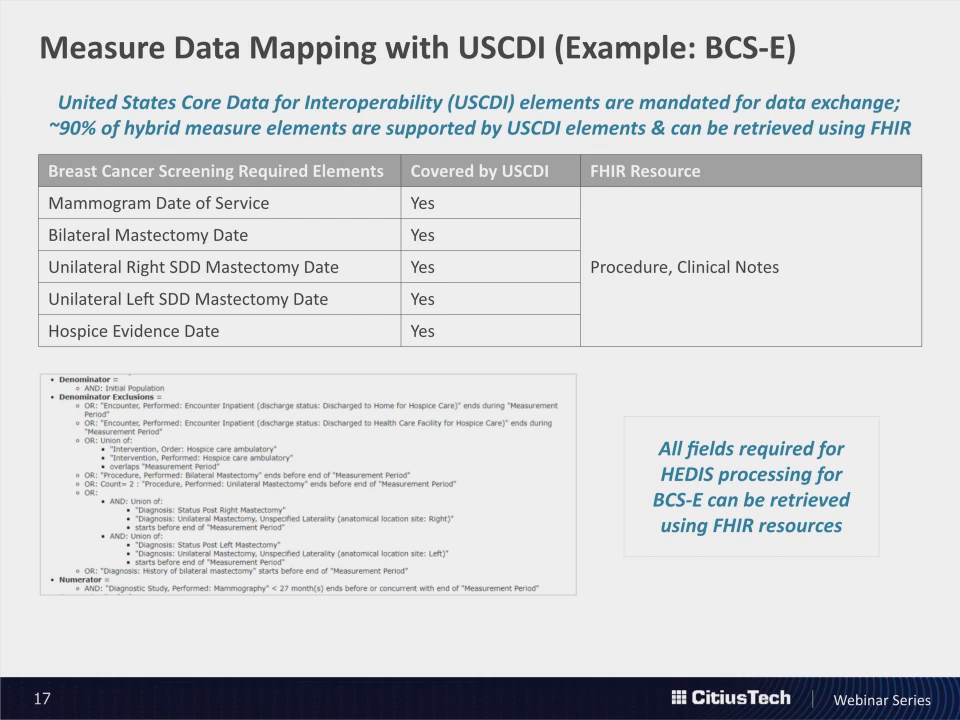 Measure Data Mapping with USCDI (Example: BCS-E)
United States Core Data for Interoperability (USCDI) elements are mandated for data exchange;
~90% of hybrid measure elements are supported by USCDI elements & can be retrieved using FHIR
Breast Cancer Screening Required Elements Covered by USCDI FHIR Resource
Mammogram Date of Service Yes
Bilateral Mastectomy Date Yes
Unilateral Right SDD Mastectomy Date Yes Procedure, Clinical Notes
Unilateral Left SDD Mastectomy Date Yes
Hospice Evidence Date Yes
• Denominator =
o AND: Initial Population
• Denominator Exclusions =
o OR: "Encounter, Performed: Encounter Inpatient (discharge status: Discharged to Home for Hospice Care)" ends during "Measurement
Period"
o OR: "Encounter, Performed: Encounter Inpatient (discharge status: Discharged to Health Care Facility for Hospice Care)" ends during
"Measurement Period"
o OR: Union of:
▪ "Intervention, Order: Hospice care ambulatory"
▪ "Intervention, Performed: Hospice care ambulatory"
▪ overlaps "Measurement Period"
o OR: "Procedure, Performed: Bilateral Mastectomy" ends before end of "Measurement Period"
o OR: Count= 2 : "Procedure, Performed: Unilateral Mastectomy" ends before end of "Measurement Period"
o OR:
▪ AND: Union of:
▪ "Diagnosis: Status Post Right Mastectomy"
▪ "Diagnosis: Unilateral Mastectomy, Unspecified Laterality (anatomical location site: Right)"
▪ starts before end of "Measurement Period"
▪ AND: Union of:
▪ "Diagnosis: Status Post Left Mastectomy"
▪ "Diagnosis: Unilateral Mastectomy, Unspecified Laterality (anatomical location site: Left)"
▪ starts before end of "Measurement Period"
o OR: "Diagnosis: History of bilateral mastectomy" starts before end of "Measurement Period"
• Numerator =
o AND: "Diagnostic Study, Performed: Mammography" < 27 month(s) ends before or concurrent with end of "Measurement Period"
All fields required for
HEDIS processing for
BCS-E can be retrieved
using FHIR resources
17
CitiusTech
Webinar Series